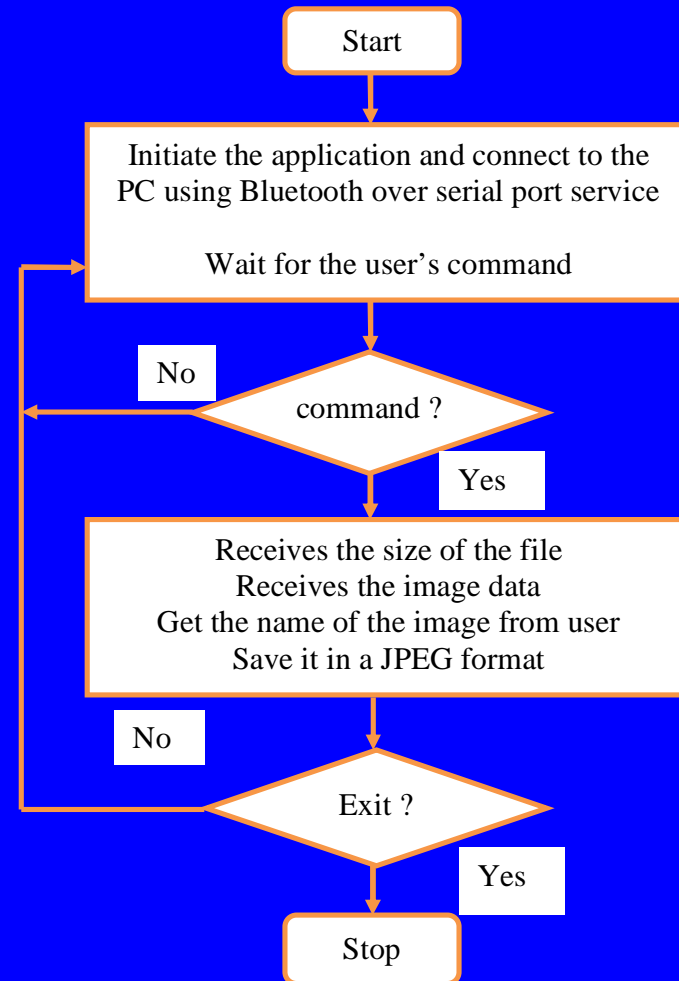 Start
Initiate the application and connect to the
PC using Bluetooth over serial port service
Wait for the user’s command
No
command ?
Yes
Receives the size of the file
Receives the image data
Get the name of the image from user
Save it in a JPEG format
No
Exit ?
Yes
Stop